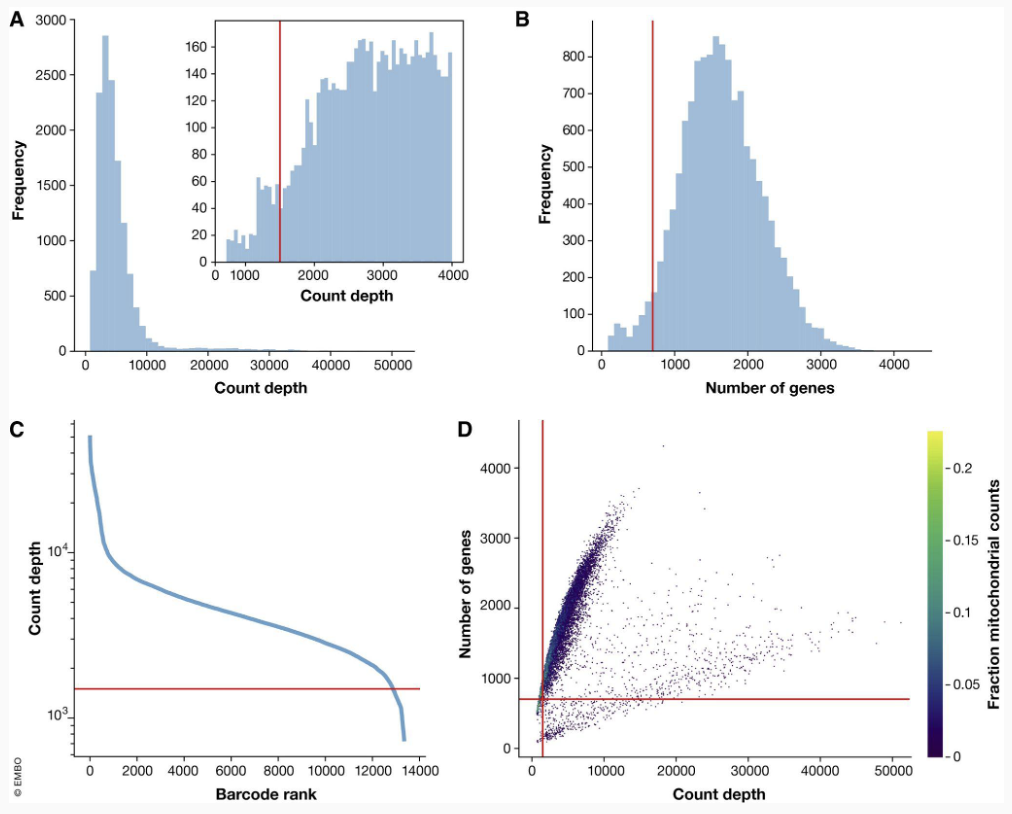 A
3000
2500
2000
1500
1000
500
0
Frequency
0 10000 20000 30000 40000 50000
Count depth
160
140
120
100
80
60
40
20
0
0 1000 2000 3000 4000
Count depth
B
800
700
600
500
400
300
200
100
0
Frequency
0 1000 2000 3000 4000
Number of genes
C
10⁴
10³
Count depth
0 2000 4000 6000 8000 10000 12000 14000
Barcode rank
© EMBO
D
4000
3000
2000
1000
0
Number of genes
0 10000 20000 30000 40000 50000
Count depth
0.2
0.15
0.1
0.05
0
Fraction mitochondrial counts